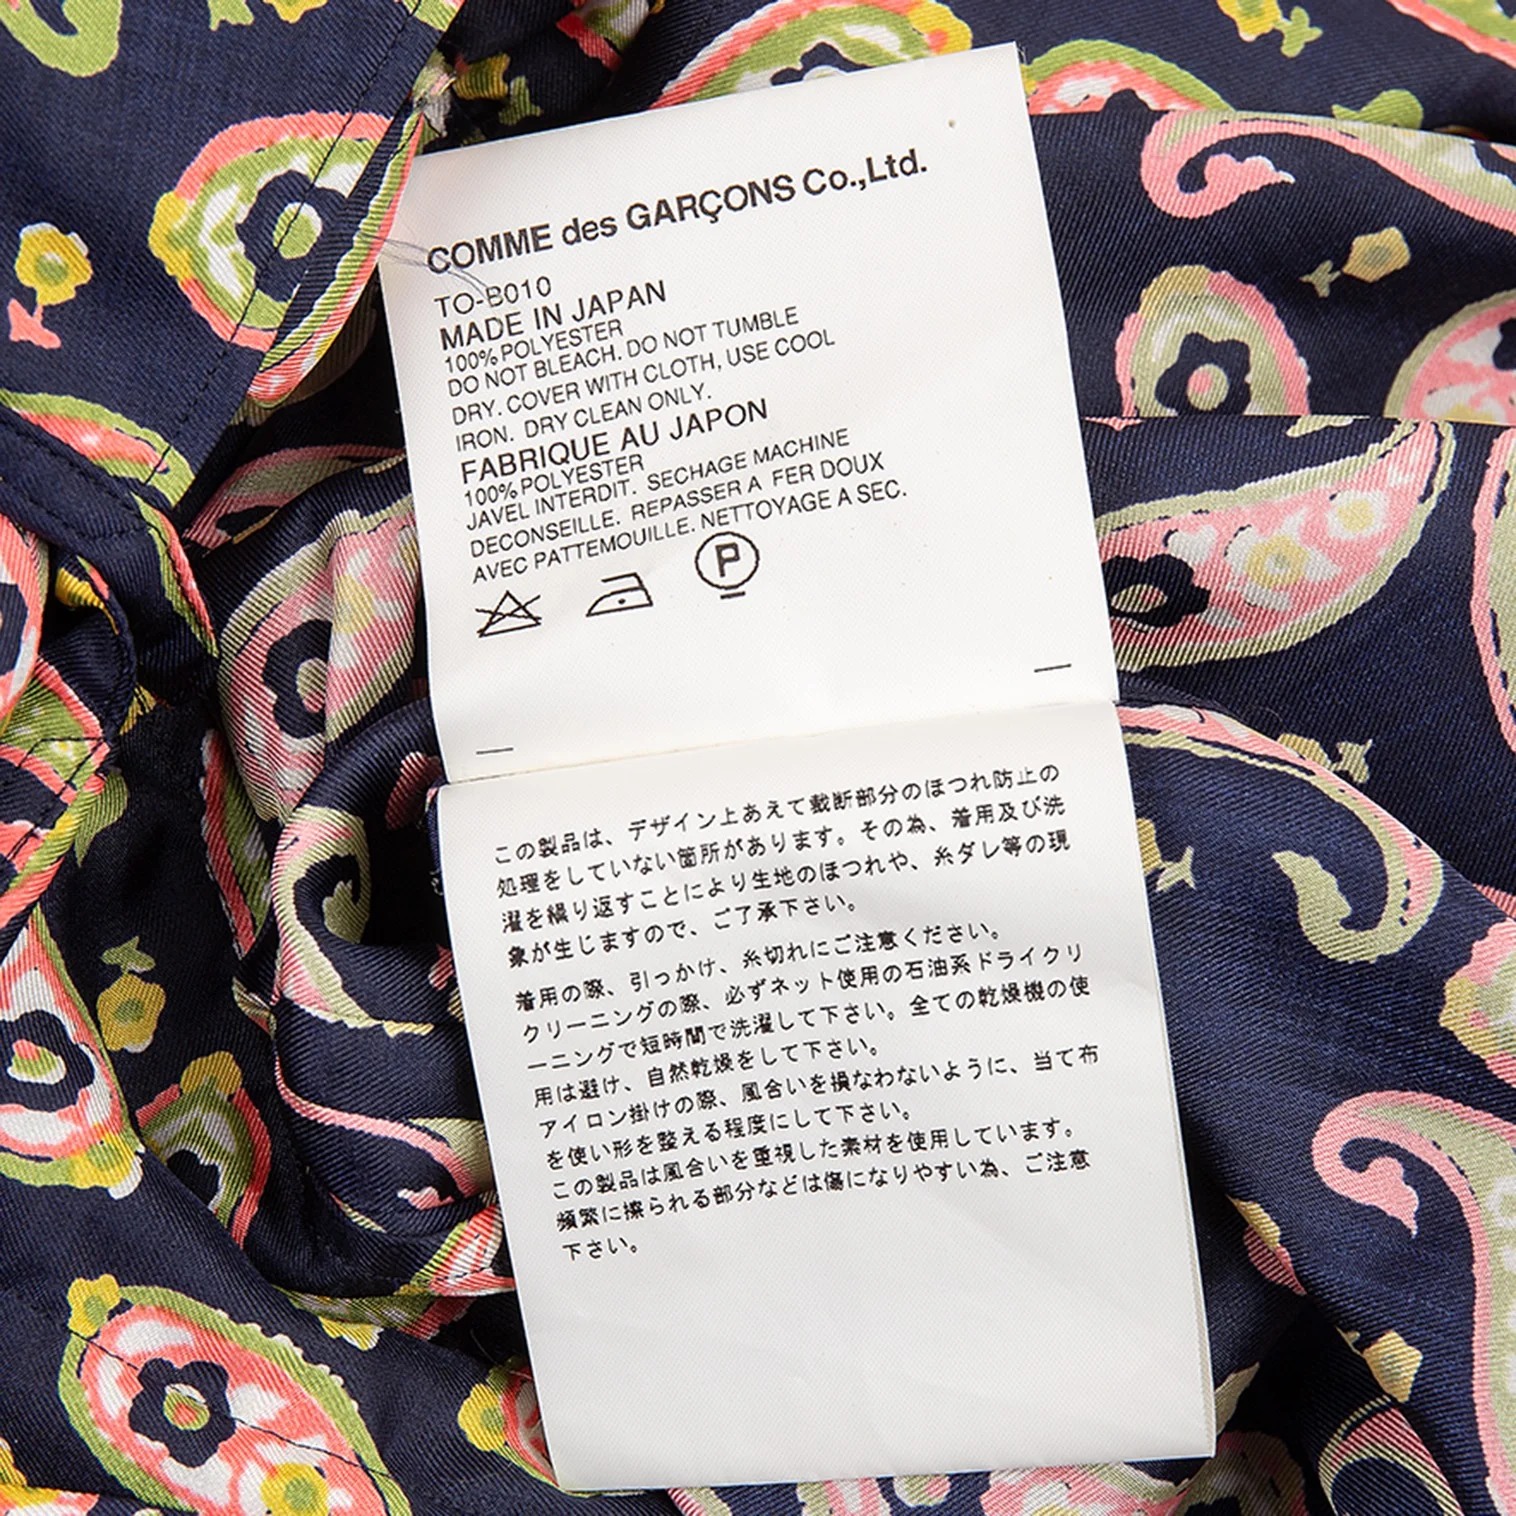 COMME des GARÇONS Co.,Ltd.
TO-B010
MADE IN JAPAN
100%POLYESTER
DO NOT BLEACH. DO NOT TUMBLE
DRY. COVER WITH CLOTH, USE COOL
IRON. DRY CLEAN ONLY.
FABRIQUE AU JAPON
100%POLYESTER
JAVEL INTERDIT. SECHAGE MACHINE
DECONSEILLE. REPASSER A FER DOUX
AVEC PATTEMOUILLE. NETTOYAGE A SEC.
P
この製品は、デザイン上あえて裁断部分のほつれ防止の
処理をしていない箇所があります。その為、着用及び洗
濯を繰り返すことにより生地のほつれや、糸ダレ等の現
象が生じますので、ご了承下さい。
着用の際、引っかけ、糸切れにご注意ください。
クリーニングの際、必ずネット使用の石油系ドライクリ
ーニングで短時間で洗濯して下さい。全ての乾燥機の使
用は避け、自然乾燥をして下さい。
アイロン掛けの際、風合いを損なわないように、当て布
を使い形を整える程度にして下さい。
この製品は風合いを重視した素材を使用しています。
頻繁に擦られる部分などは傷になりやすい為、ご注意
下さい。